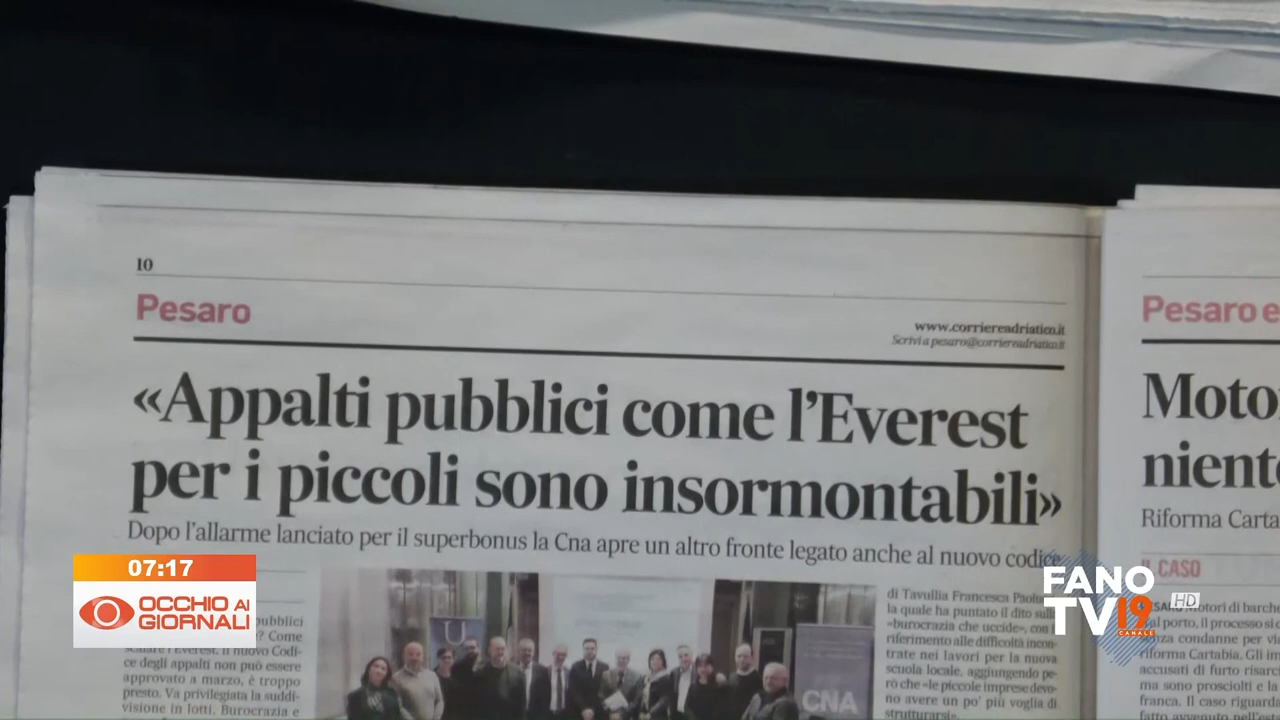 10
Pesaro
www.corriereadriatico.it
Scrivi a pesaro@corriereadriatico.it
«Appalti pubblici come l'Everest
per i piccoli sono insormontabili»
Dopo l'allarme lanciato per il superbonus la Cna apre un altro fronte legato anche al nuovo codice
pubblici
? Come
scalare l'Everest. Il nuovo Codi-
ce degli appalti non può essere
approvato a marzo, è troppo
presto. Va privilegiata la suddi-
visione in lotti. Burocrazia e
U
CNA
di Tavullia Francesca
la quale ha puntato il dito
«burocrazia che uccide», con
riferimento alle difficoltà incon-
trate nei lavori per la nuova
scuola locale, aggiungendo pe-
rò che «le piccole imprese devo-
no avere un po' più voglia di
strutturarsi».
Pesaro e
Moto
niente
Riforma Carta
IL CASO
Motori di barch
al porto, il processo si
senza condanne per vi
riforma Cartabia. Gli im
accusati di furto risarc
ma sono prosciolti e la
franca. Il caso riguard
fatto avvenuto nell'est
07:17
OCCHIO AI
GIORNALI
FANO
TV19 HD
CANALE